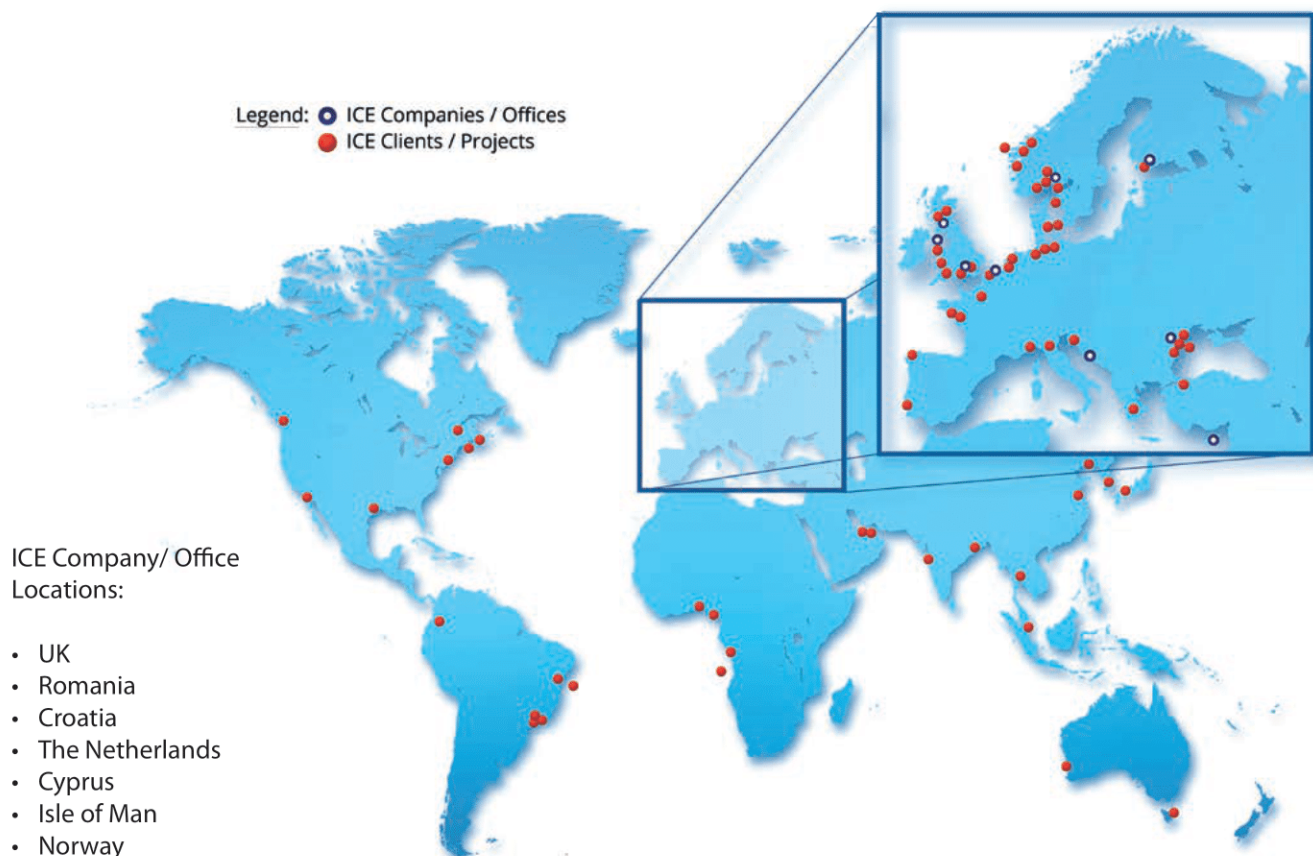 Legend: ICE Companies / Offices
ICE Clients / Projects
ICE Company/ Office
Locations:
• UK
• Romania
• Croatia
• The Netherlands
• Cyprus
• Isle of Man
• Norway